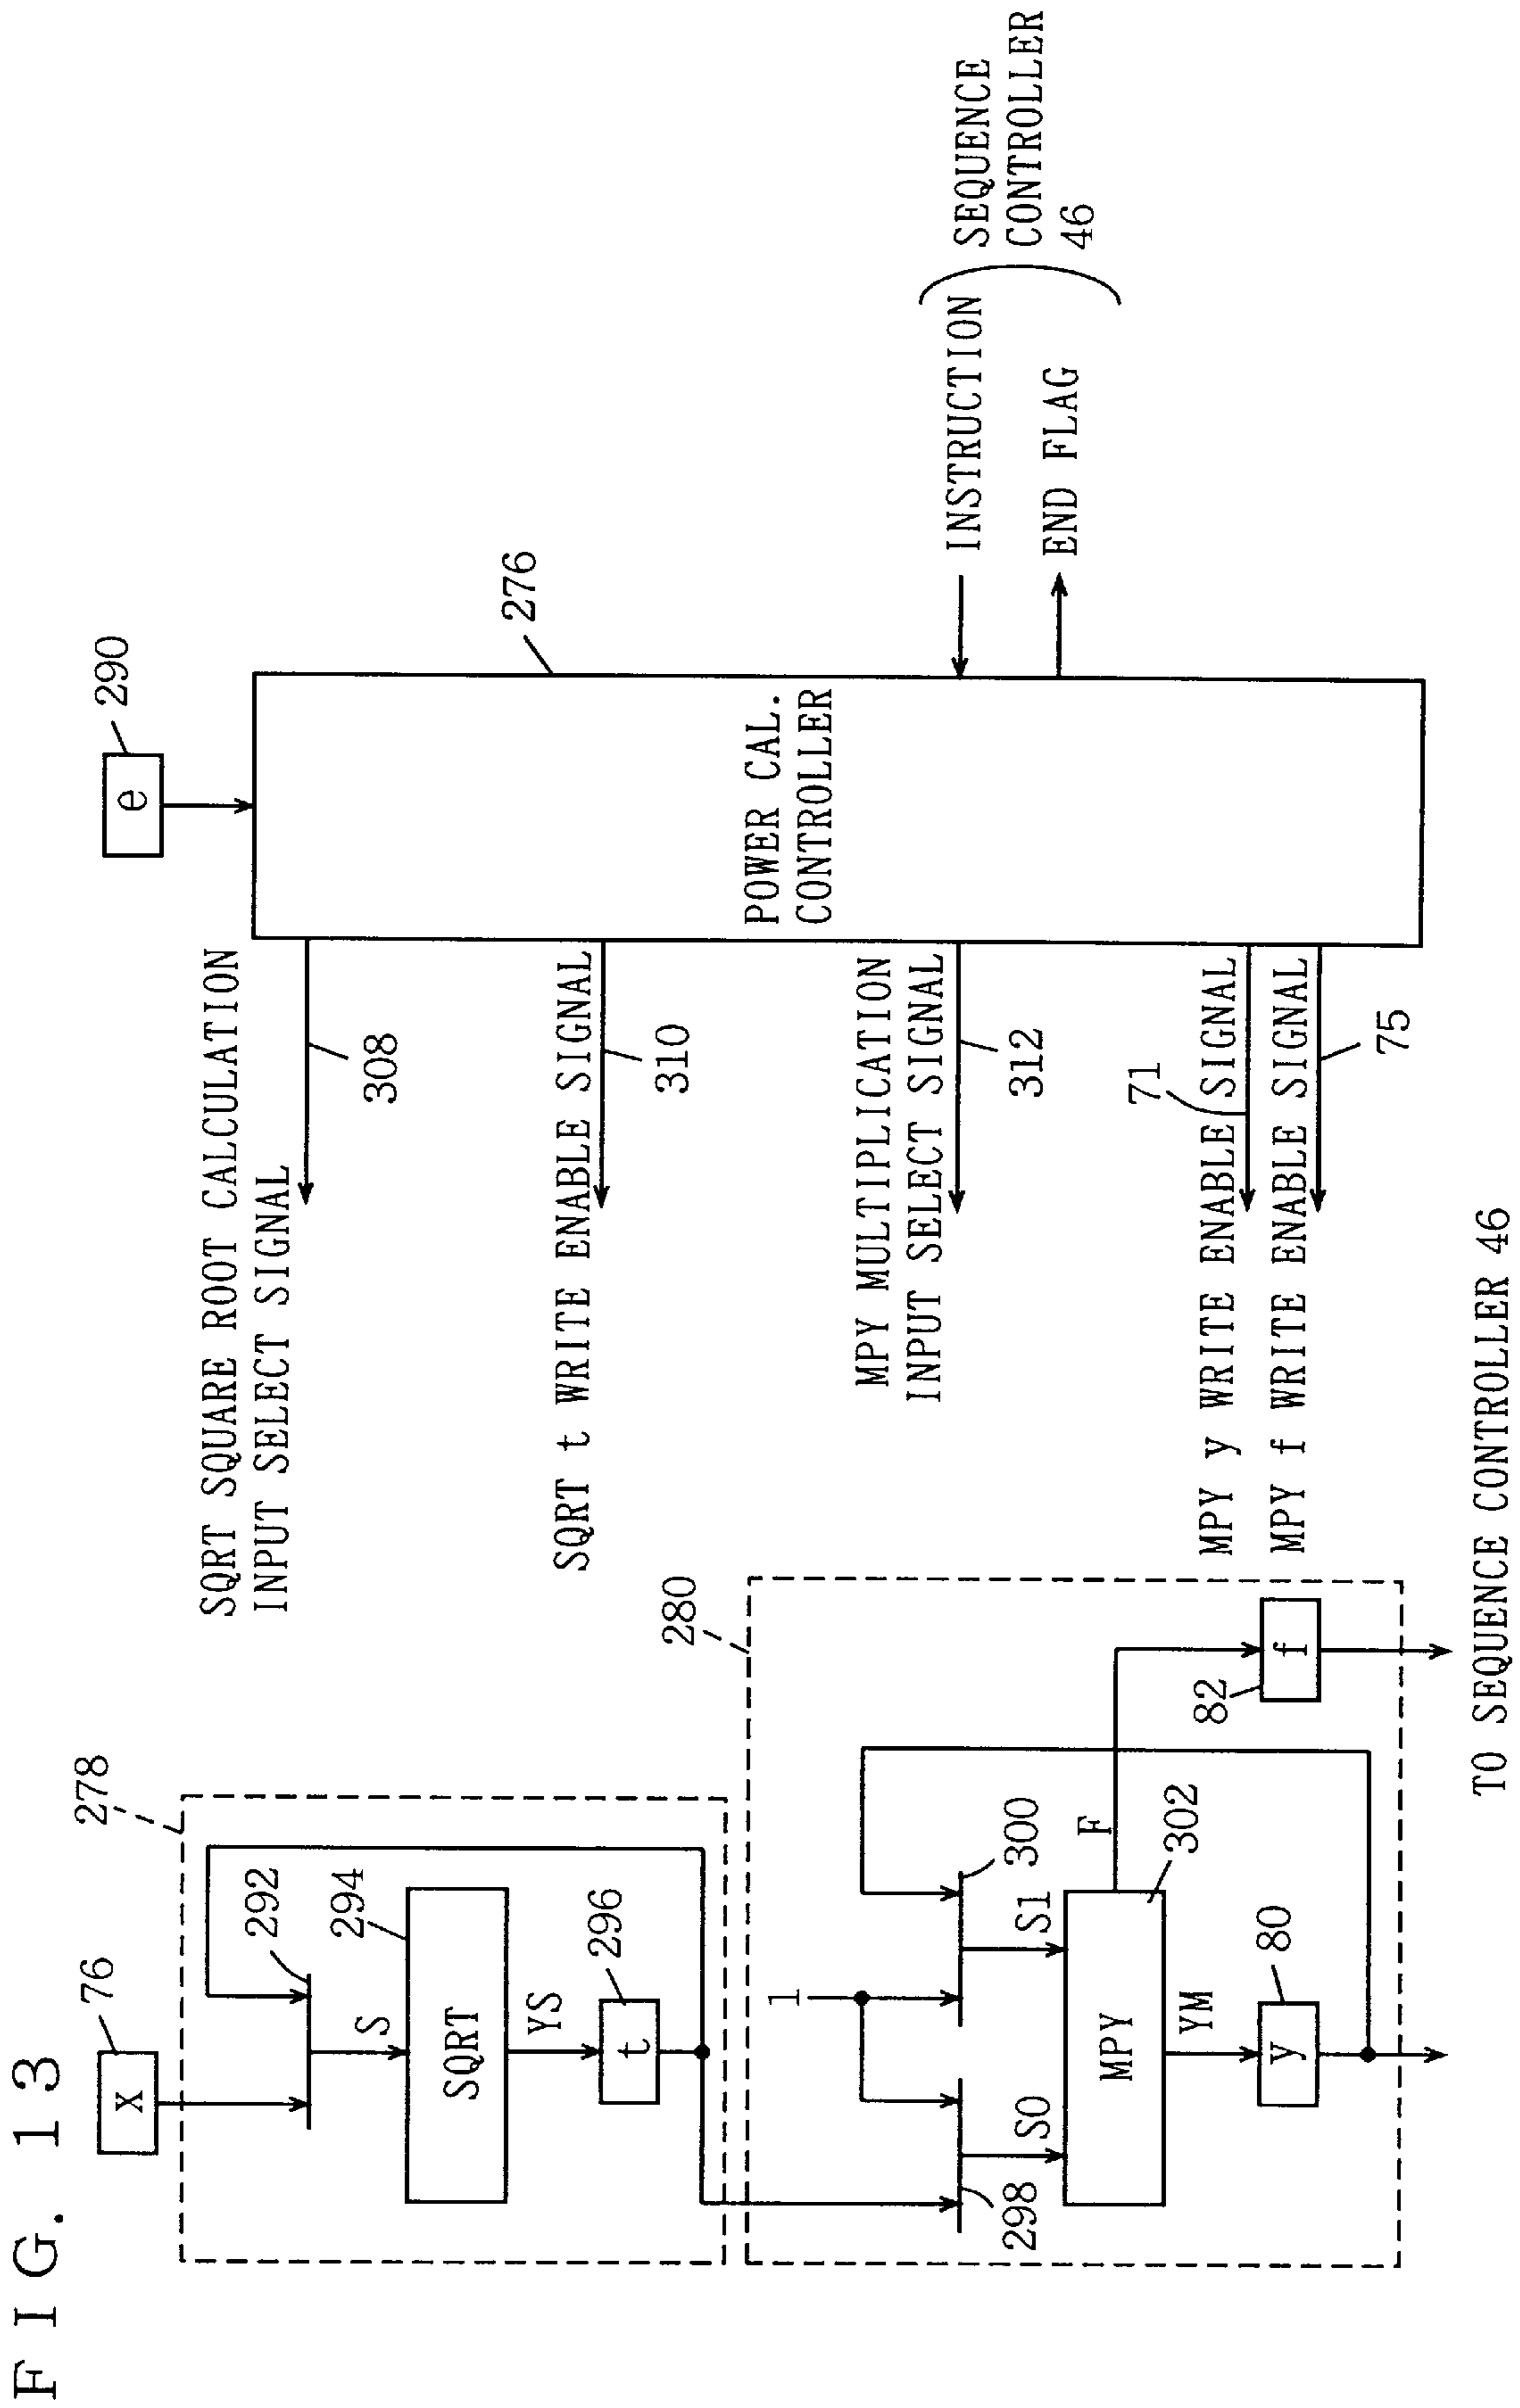 FIG. 13
76
x
278
292
S
294
SQRT
YS
296
t
280
1
298
300
S0
S1
MPY
302
F
YM
80
y
82
f
TO SEQUENCE CONTROLLER 46
SQRT SQUARE ROOT CALCULATION
INPUT SELECT SIGNAL
308
SQRT t WRITE ENABLE SIGNAL
310
MPY MULTIPLICATION
INPUT SELECT SIGNAL
312
71
MPY y WRITE ENABLE SIGNAL
MPY f WRITE ENABLE SIGNAL
75
290
e
276
POWER CAL.
CONTROLLER
INSTRUCTION
END FLAG
SEQUENCE
CONTROLLER
46